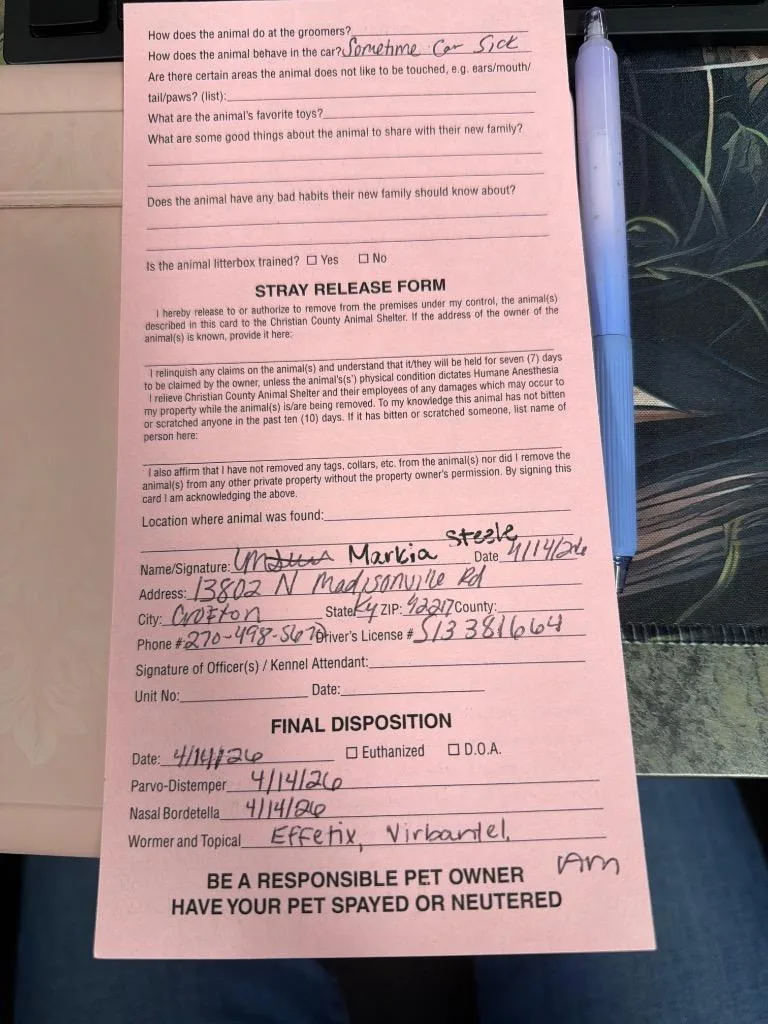 How does the animal do at the groomers?
How does the animal behave in the car? Sometime Car Sick
Are there certain areas the animal does not like to be touched, e.g. ears/mouth/
tail/paws? (list):
What are the animal's favorite toys?
What are some good things about the animal to share with their new family?
Does the animal have any bad habits their new family should know about?
Is the animal litterbox trained? ☐ Yes ☐ No
STRAY RELEASE FORM
I hereby release to or authorize to remove from the premises under my control, the animal(s)
described in this card to the Christian County Animal Shelter. If the address of the owner of the
animal(s) is known, provide it here:
I relinquish any claims on the animal(s) and understand that it/they will be held for seven (7) days
to be claimed by the owner, unless the animal's(s') physical condition dictates Humane Anesthesia
I relieve Christian County Animal Shelter and their employees of any damages which may occur to
my property while the animal(s) is/are being removed. To my knowledge this animal has not bitten
or scratched anyone in the past ten (10) days. If it has bitten or scratched someone, list name of
person here:
I also affirm that I have not removed any tags, collars, etc. from the animal(s) nor did I remove the
animal(s) from any other private property without the property owner's permission. By signing this
card I am acknowledging the above.
Location where animal was found:
Name/Signature: Markia Steele Date 4/14/26
Address: 13802 N Madisonville Rd
City: Crofton State Ky ZIP: 42217 County:
Phone # 270-498-5670 Driver's License # S13381664
Signature of Officer(s) / Kennel Attendant:
Unit No: Date:
FINAL DISPOSITION
Date: 4/14/26 ☐ Euthanized ☐ D.O.A.
Parvo-Distemper 4/14/26
Nasal Bordetella 4/14/26
Wormer and Topical Effetix, Virbantel,
Am
BE A RESPONSIBLE PET OWNER
HAVE YOUR PET SPAYED OR NEUTERED